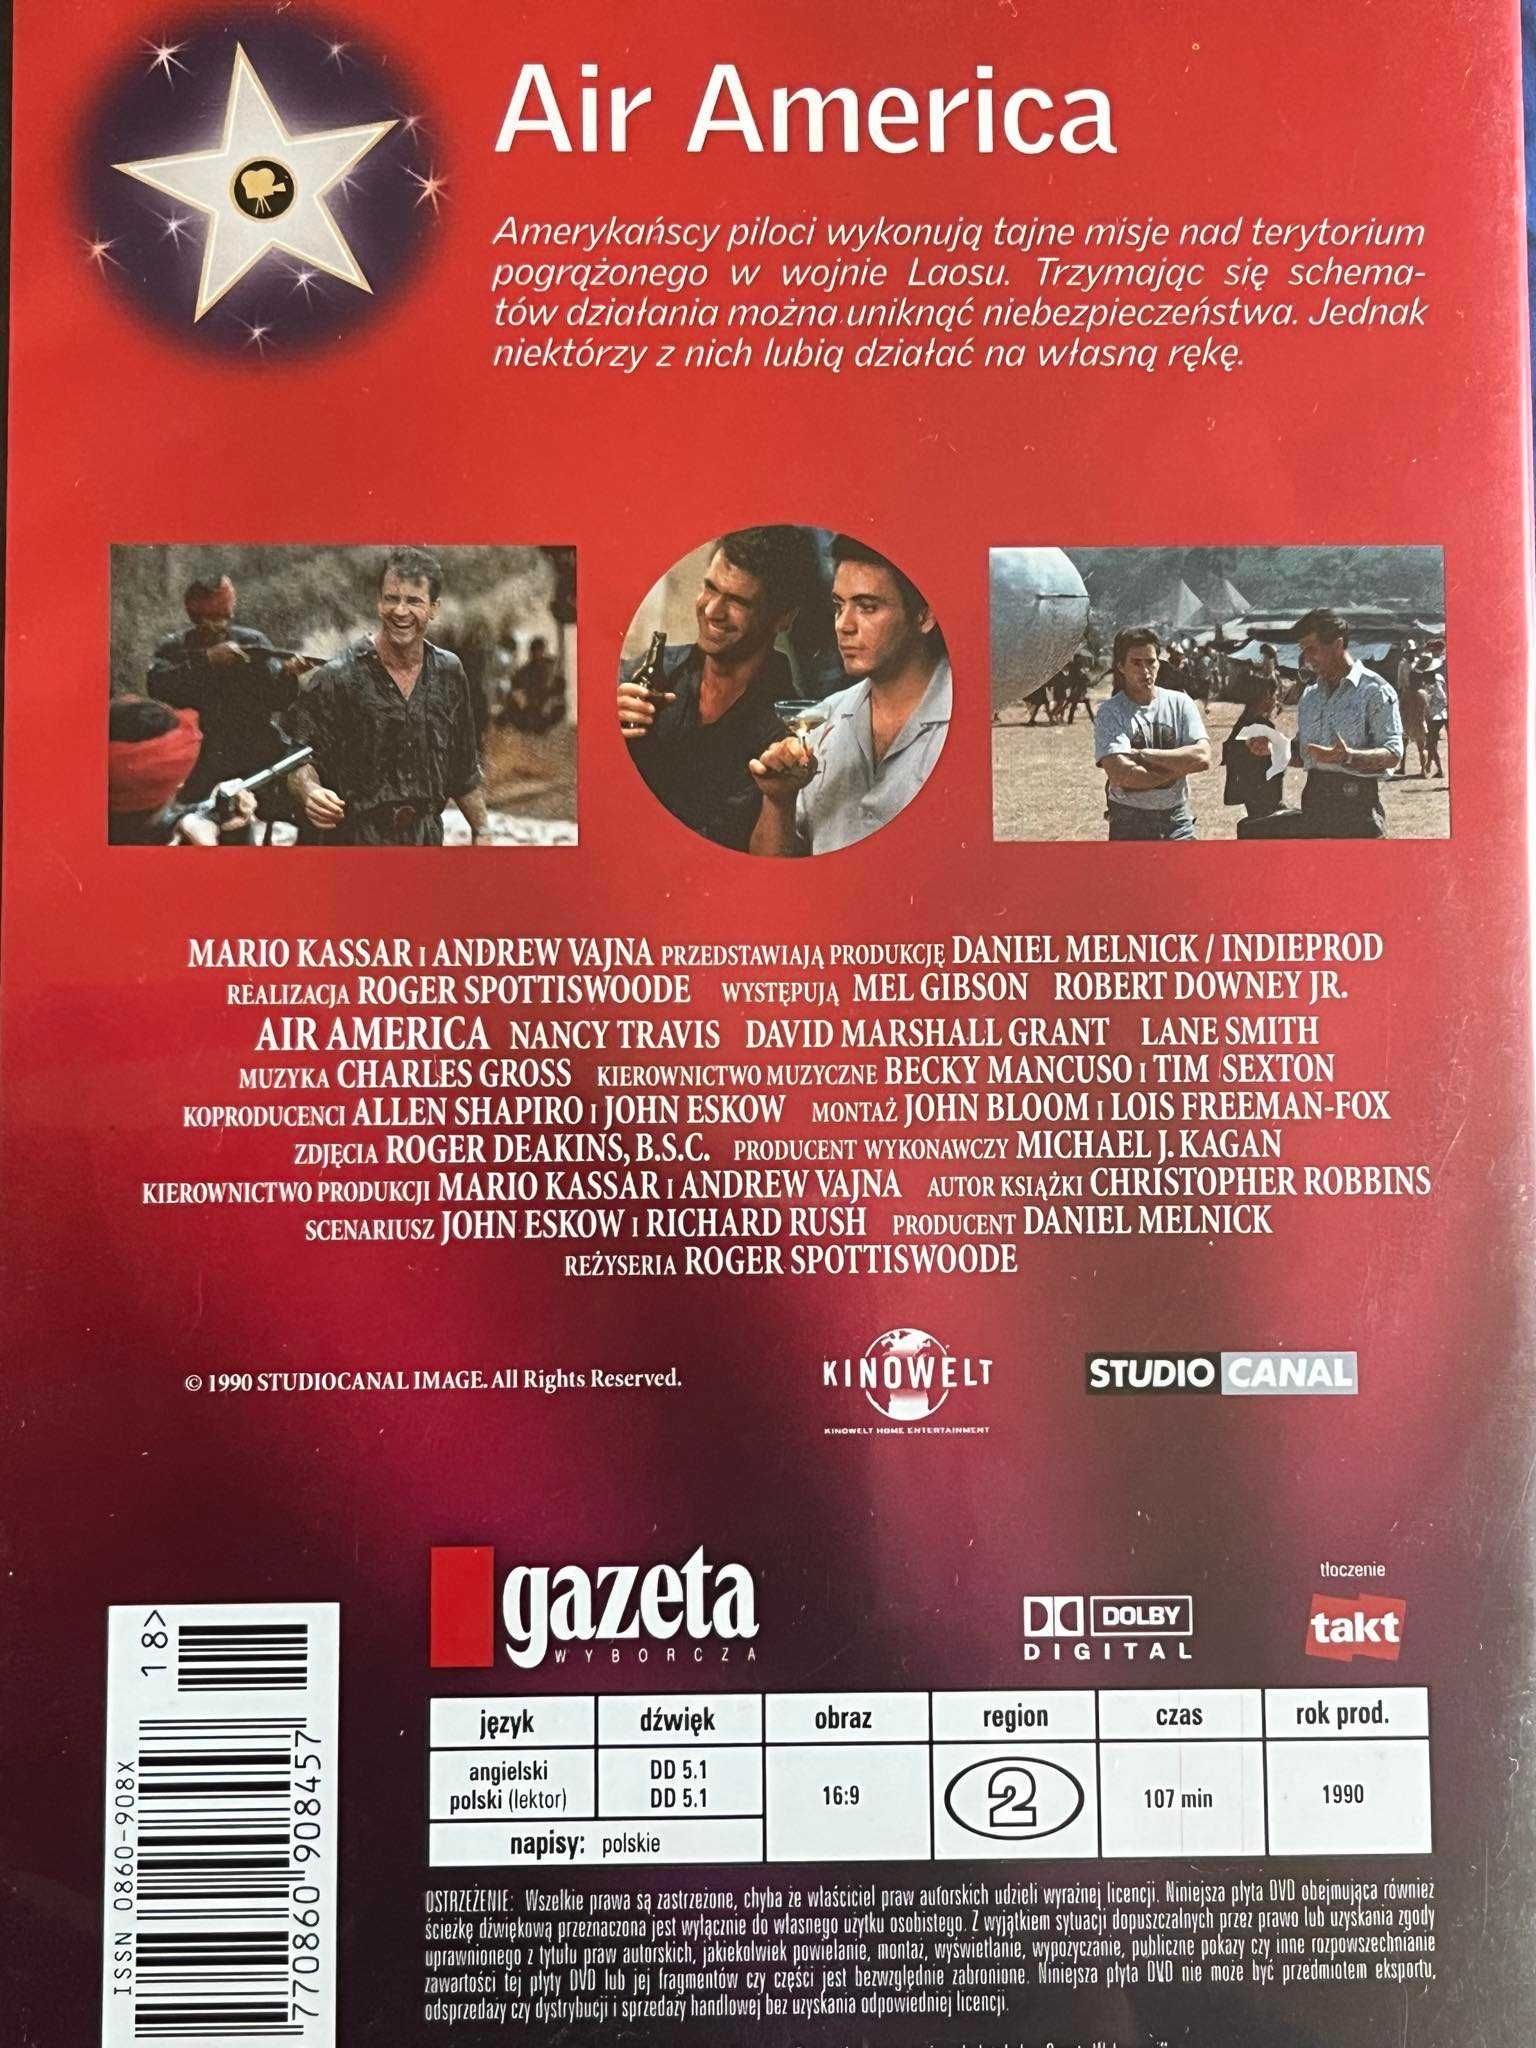 Air America
Amerykańscy piloci wykonują tajne misje nad terytorium
pogrążonego w wojnie Laosu. Trzymając się schema-
tów działania można uniknąć niebezpieczeństwa. Jednak
niektórzy z nich lubią działać na własną rękę.
MARIO KASSAR I ANDREW VAJNA PRZEDSTAWIAJĄ PRODUKCJĘ DANIEL MELNICK / INDIEPROD
REALIZACJA ROGER SPOTTISWOODE WYSTĘPUJĄ MEL GIBSON ROBERT DOWNEY JR.
AIR AMERICA NANCY TRAVIS DAVID MARSHALL GRANT LANE SMITH
MUZYKA CHARLES GROSS KIEROWNICTWO MUZYCZNE BECKY MANCUSO I TIM SEXTON
KOPRODUCENCI ALLEN SHAPIRO I JOHN ESKOW MONTAŻ JOHN BLOOM I LOIS FREEMAN-FOX
ZDJĘCIA ROGER DEAKINS, B.S.C. PRODUCENT WYKONAWCZY MICHAEL J. KAGAN
KIEROWNICTWO PRODUKCJI MARIO KASSAR I ANDREW VAJNA AUTOR KSIĄŻKI CHRISTOPHER ROBBINS
SCENARIUSZ JOHN ESKOW I RICHARD RUSH PRODUCENT DANIEL MELNICK
REŻYSERIA ROGER SPOTTISWOODE
© 1990 STUDIOCANAL IMAGE. All Rights Reserved.
KINOWELT
KINOWELT HOME ENTERTAINMENT
STUDIO CANAL
gazeta
WYBORCZA
DOLBY
DIGITAL
tłoczenie
takt
18>
ISSN 0860-908X
770860 908457
język dźwięk obraz region czas rok prod.
angielski DD 5.1
polski (lektor) DD 5.1
16:9 2 107 min 1990
napisy: polskie
OSTRZEŻENIE: Wszelkie prawa są zastrzeżone, chyba że właściciel praw autorskich udzieli wyraźnej licencji. Niniejsza płyta DVD obejmująca również
ścieżkę dźwiękową przeznaczona jest wyłącznie do własnego użytku osobistego. Z wyjątkiem sytuacji dopuszczalnych przez prawo lub uzyskania zgody
uprawnionego z tytułu praw autorskich, jakiekolwiek powielanie, montaż, wyświetlanie, wypożyczanie, publiczne pokazy czy inne rozpowszechnianie
zawartości tej płyty DVD lub jej fragmentów czy części jest bezwzględnie zabronione. Niniejsza płyta DVD nie może być przedmiotem eksportu,
odsprzedaży czy dystrybucji i sprzedaży handlowej bez uzyskania odpowiedniej licencji.